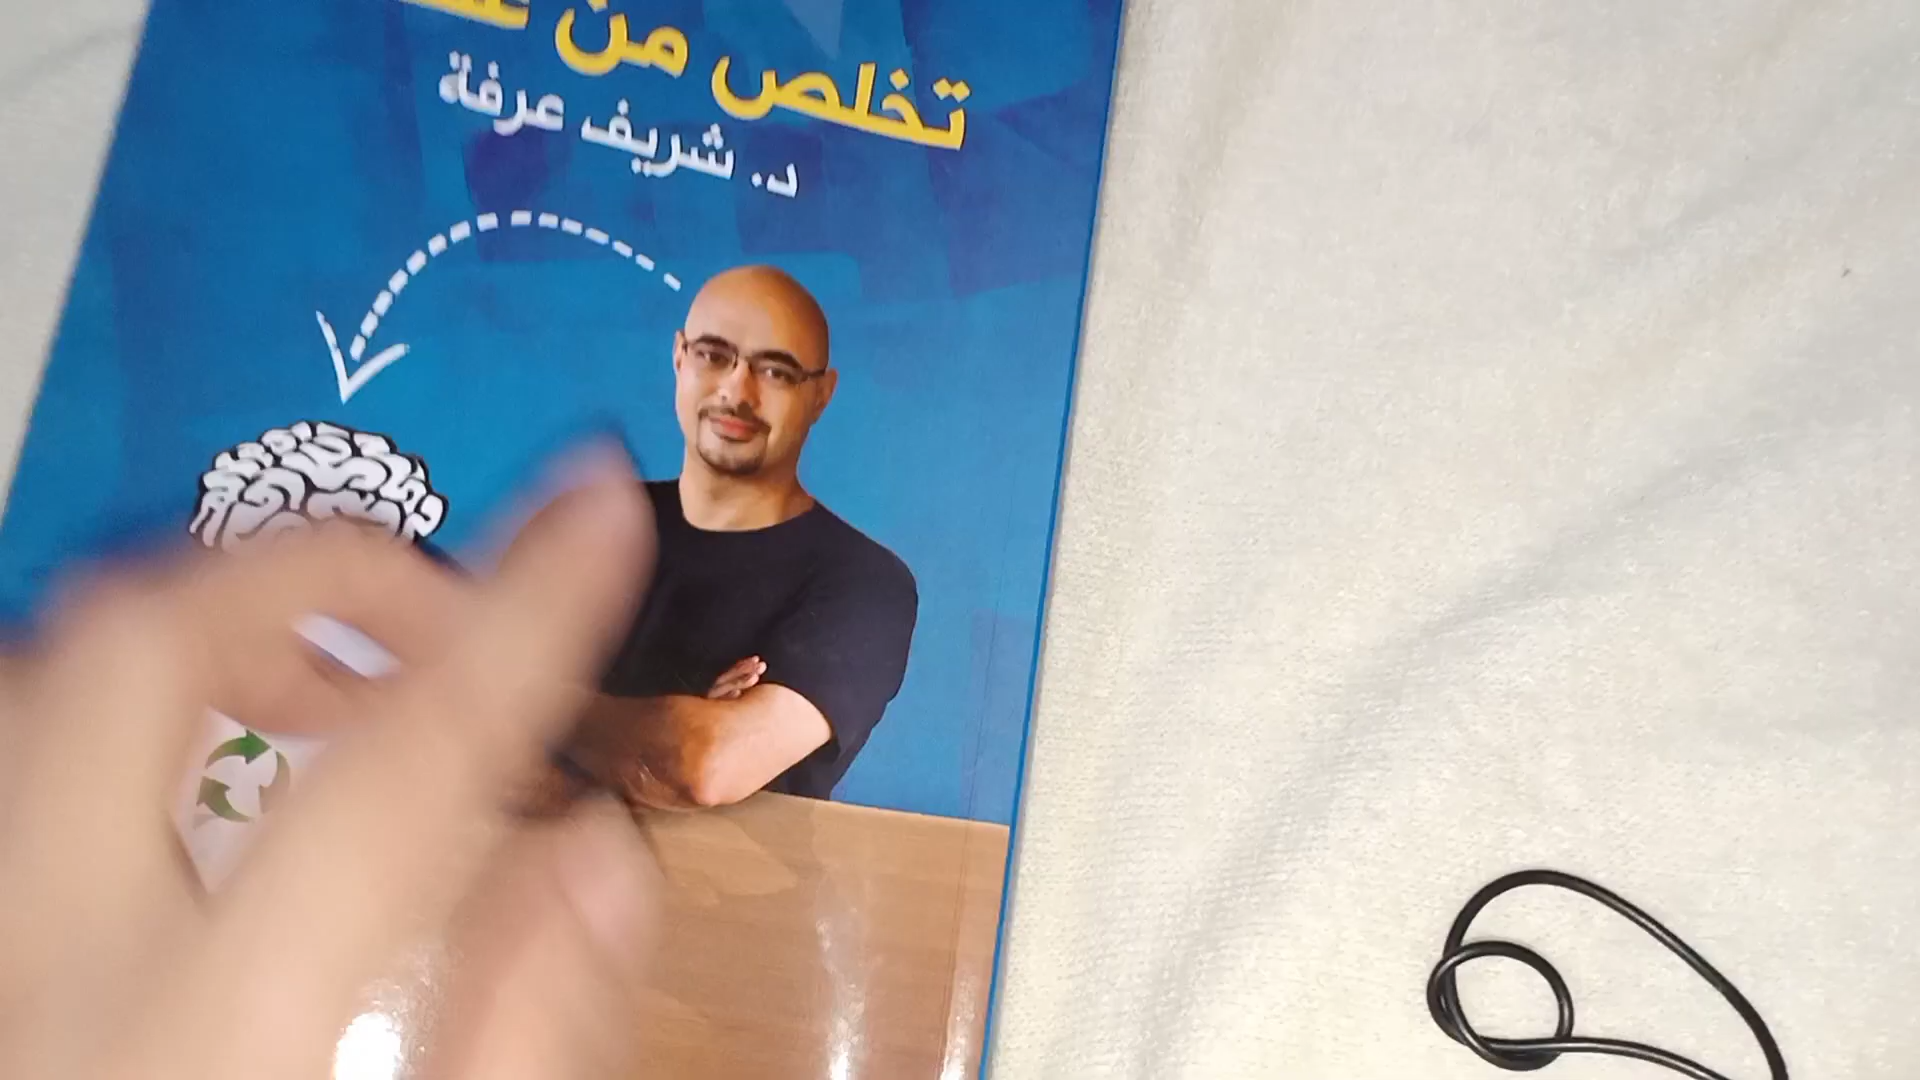 تخلص من
د. شريف عرفة